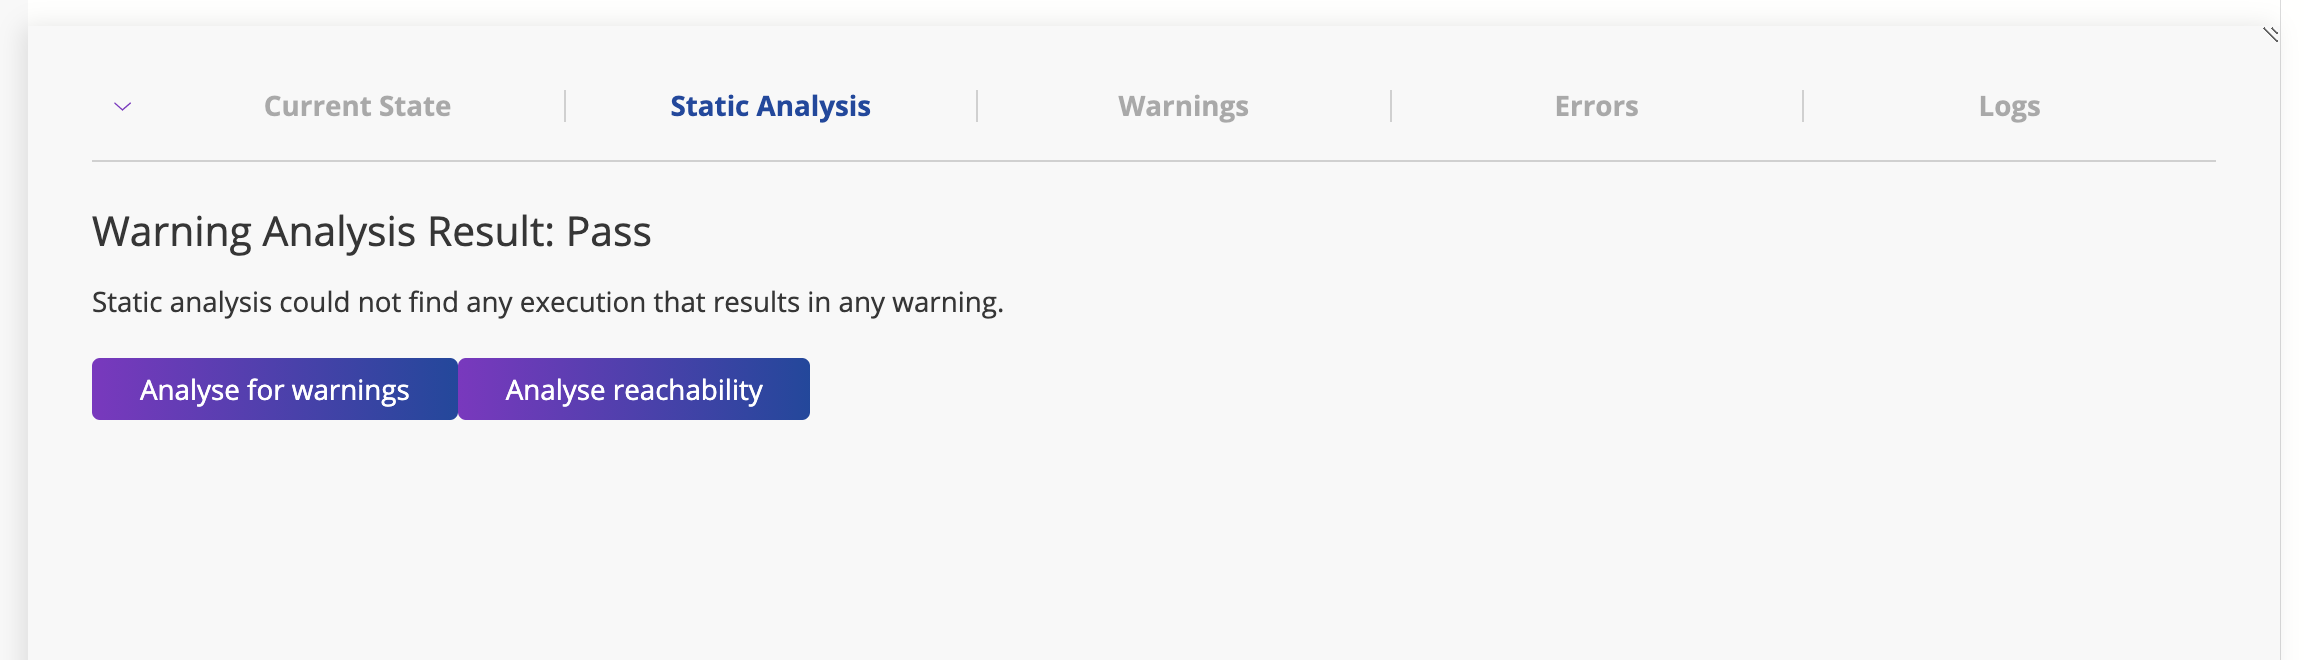 Current State
Static Analysis
Warnings
Errors
Logs
Warning Analysis Result: Pass
Static analysis could not find any execution that results in any warning.
Analyse for warnings
Analyse reachability